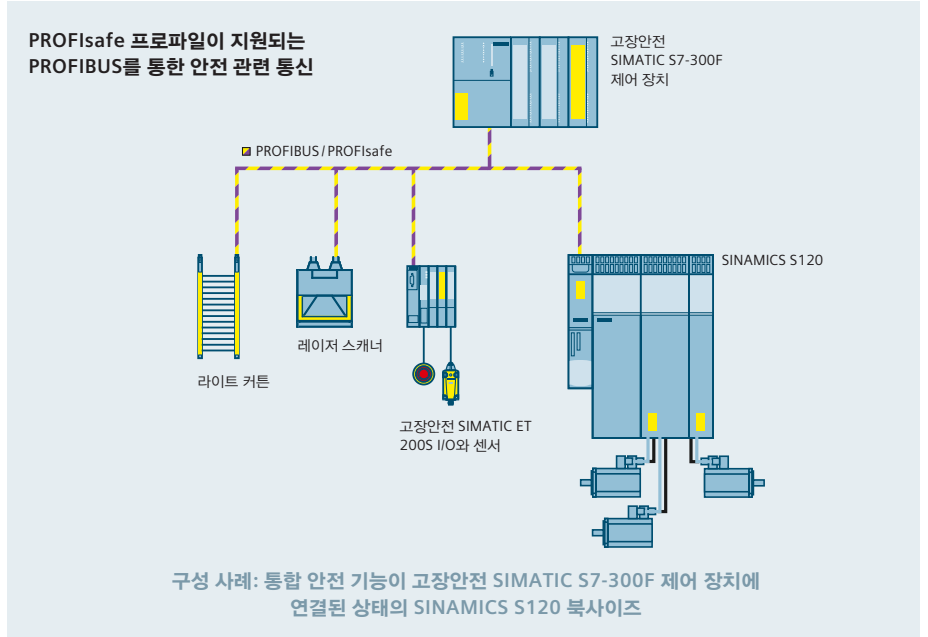 PROFIsafe 프로파일이 지원되는
PROFIBUS를 통한 안전 관련 통신
고장안전
SIMATIC S7-300F
제어 장치
PROFIBUS/PROFIsafe
SINAMICS S120
레이저 스캐너
라이트 커튼
고장안전 SIMATIC ET
200S I/O와 센서
구성 사례: 통합 안전 기능이 고장안전 SIMATIC S7-300F 제어 장치에
연결된 상태의 SINAMICS S120 북사이즈